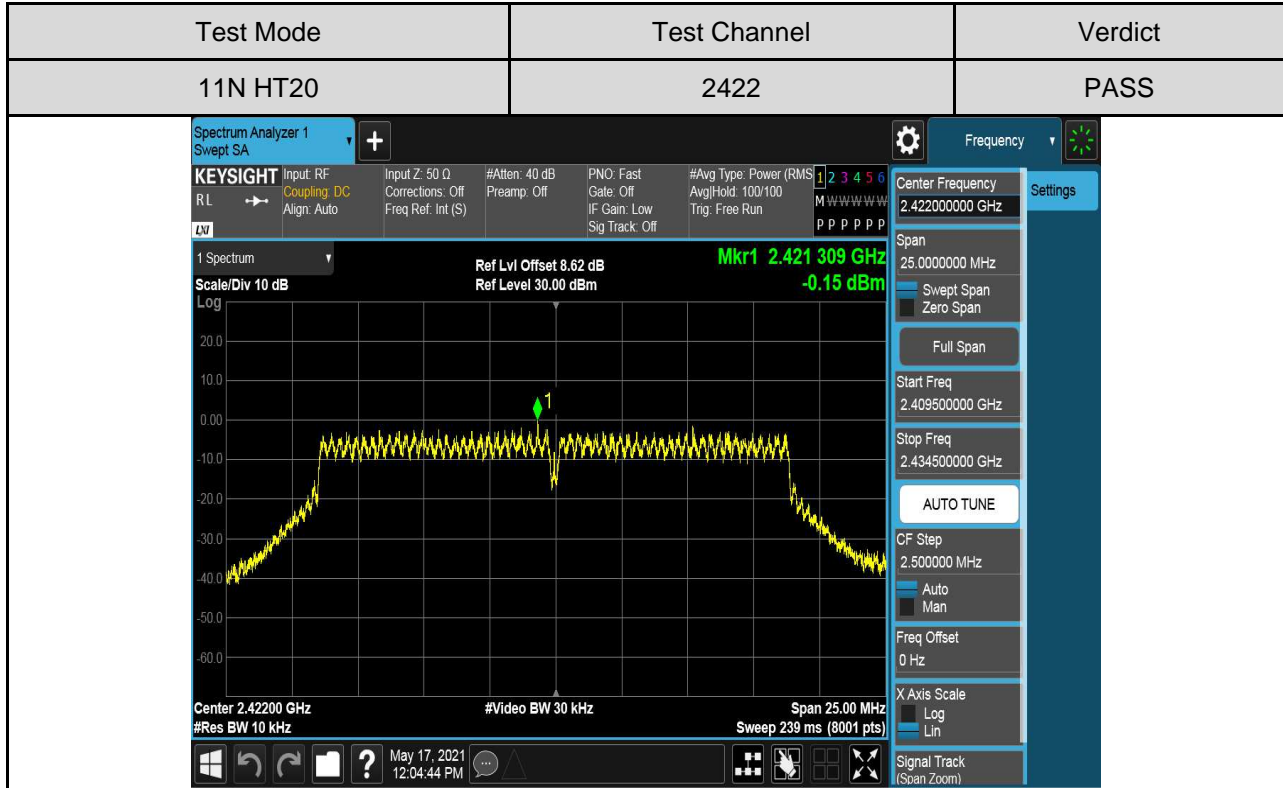 Test Mode Test Channel Verdict
11N HT20 2422 PASS
Spectrum Analyzer 1
Swept SA
+
Frequency
KEYSIGHT
RL
LXI
Input: RF
Coupling: DC
Align: Auto
Input Z: 50 Ω
Corrections: Off
Freq Ref: Int (S)
#Atten: 40 dB
Preamp: Off
PNO: Fast
Gate: Off
IF Gain: Low
Sig Track: Off
#Avg Type: Power (RMS
Avg|Hold: 100/100
Trig: Free Run
1 2 3 4 5 6
M W W W W W
P P P P P P
1 Spectrum
Scale/Div 10 dB
Log
Ref Lvl Offset 8.62 dB
Ref Level 30.00 dBm
Mkr1 2.421 309 GHz
-0.15 dBm
20.0
10.0
0.00
-10.0
-20.0
-30.0
-40.0
-50.0
-60.0
1
Center 2.42200 GHz
#Res BW 10 kHz
#Video BW 30 kHz
Span 25.00 MHz
Sweep 239 ms (8001 pts)
Center Frequency
2.422000000 GHz
Settings
Span
25.0000000 MHz
Swept Span
Zero Span
Full Span
Start Freq
2.409500000 GHz
Stop Freq
2.434500000 GHz
AUTO TUNE
CF Step
2.500000 MHz
Auto
Man
Freq Offset
0 Hz
X Axis Scale
Log
Lin
Signal Track
(Span Zoom)
?
May 17, 2021
12:04:44 PM